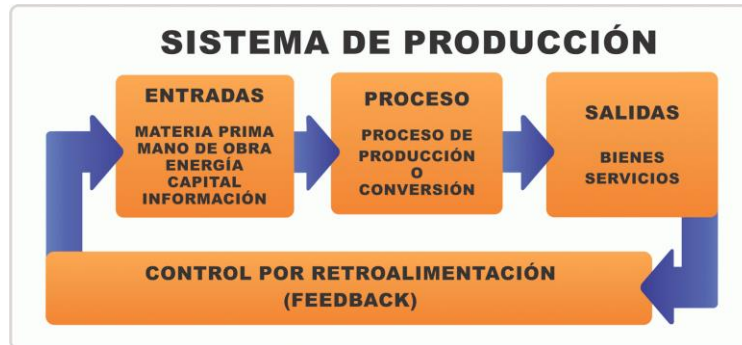 SISTEMA DE PRODUCCIÓN
ENTRADAS
MATERIA PRIMA
MANO DE OBRA
ENERGÍA
CAPITAL
INFORMACIÓN
PROCESO
PROCESO DE
PRODUCCIÓN
O
CONVERSIÓN
SALIDAS
BIENES
SERVICIOS
CONTROL POR RETROALIMENTACIÓN
(FEEDBACK)